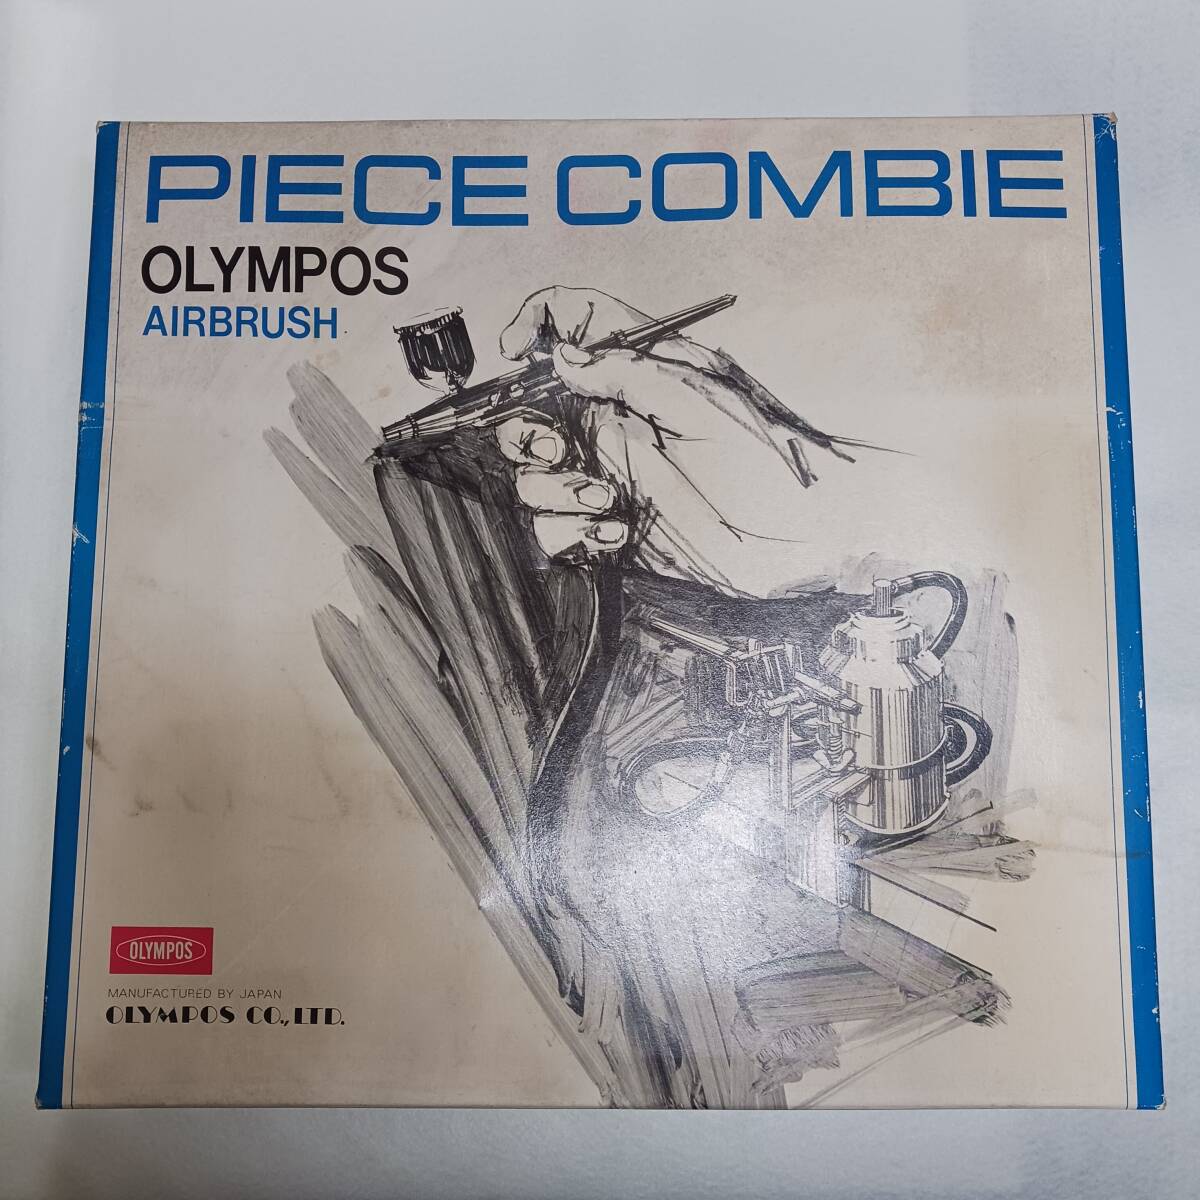 PIECE COMBIE
OLYMPOS
AIRBRUSH
OLYMPOS
MANUFACTURED BY JAPAN
OLYMPOS CO., LTD.